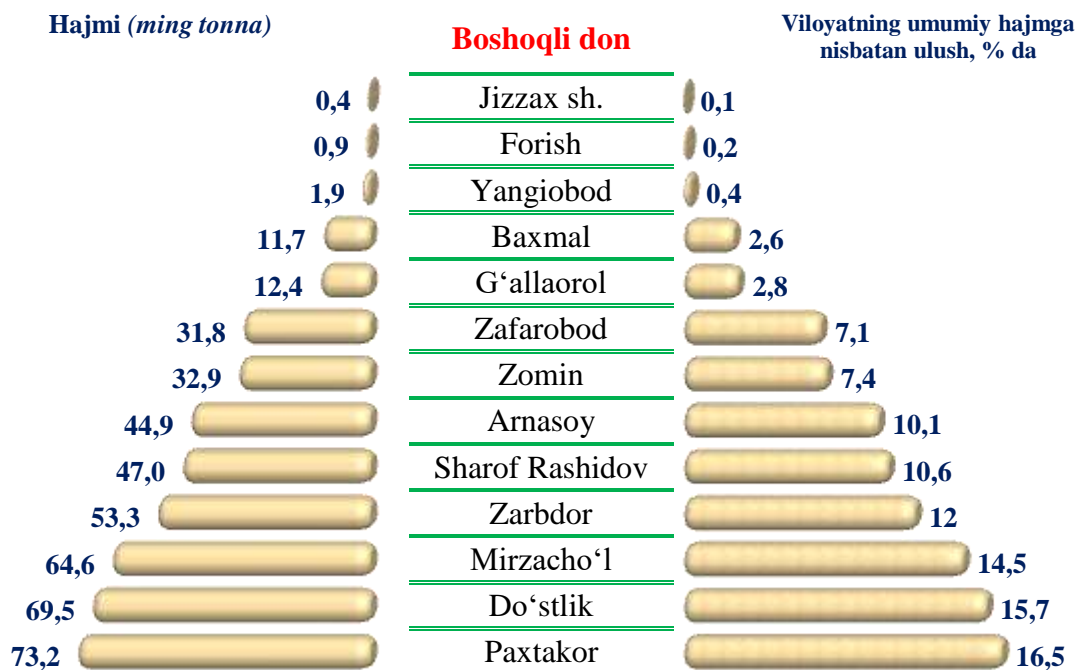 Hajmi (ming tonna)
Boshoqli don
Viloyatning umumiy hajmga
nisbatan ulush, % da
0,4 Jizzax sh. 0,1
0,9 Forish 0,2
1,9 Yangiobod 0,4
11,7 Baxmal 2,6
12,4 G‘allaorol 2,8
31,8 Zafarobod 7,1
32,9 Zomin 7,4
44,9 Arnasoy 10,1
47,0 Sharof Rashidov 10,6
53,3 Zarbdor 12
64,6 Mirzacho‘l 14,5
69,5 Do‘stlik 15,7
73,2 Paxtakor 16,5